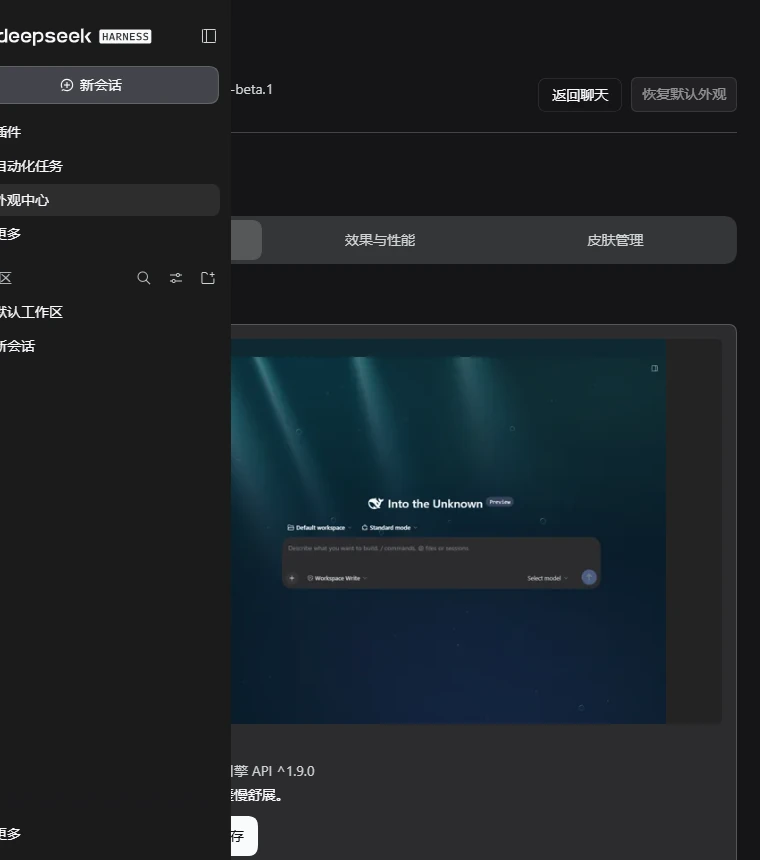 deepseek HARNESS
新会话
插件
自动化任务
外观中心
更多
区
默认工作区
新会话
更多
-beta.1
返回聊天
恢复默认外观
效果与性能
皮肤管理
Into the Unknown Preview
Default workspace
Standard mode
Describe what you want to build, / commands, @ files or sessions
Workspace Write
Select model
擎 API ^1.9.0
慢舒展。
存